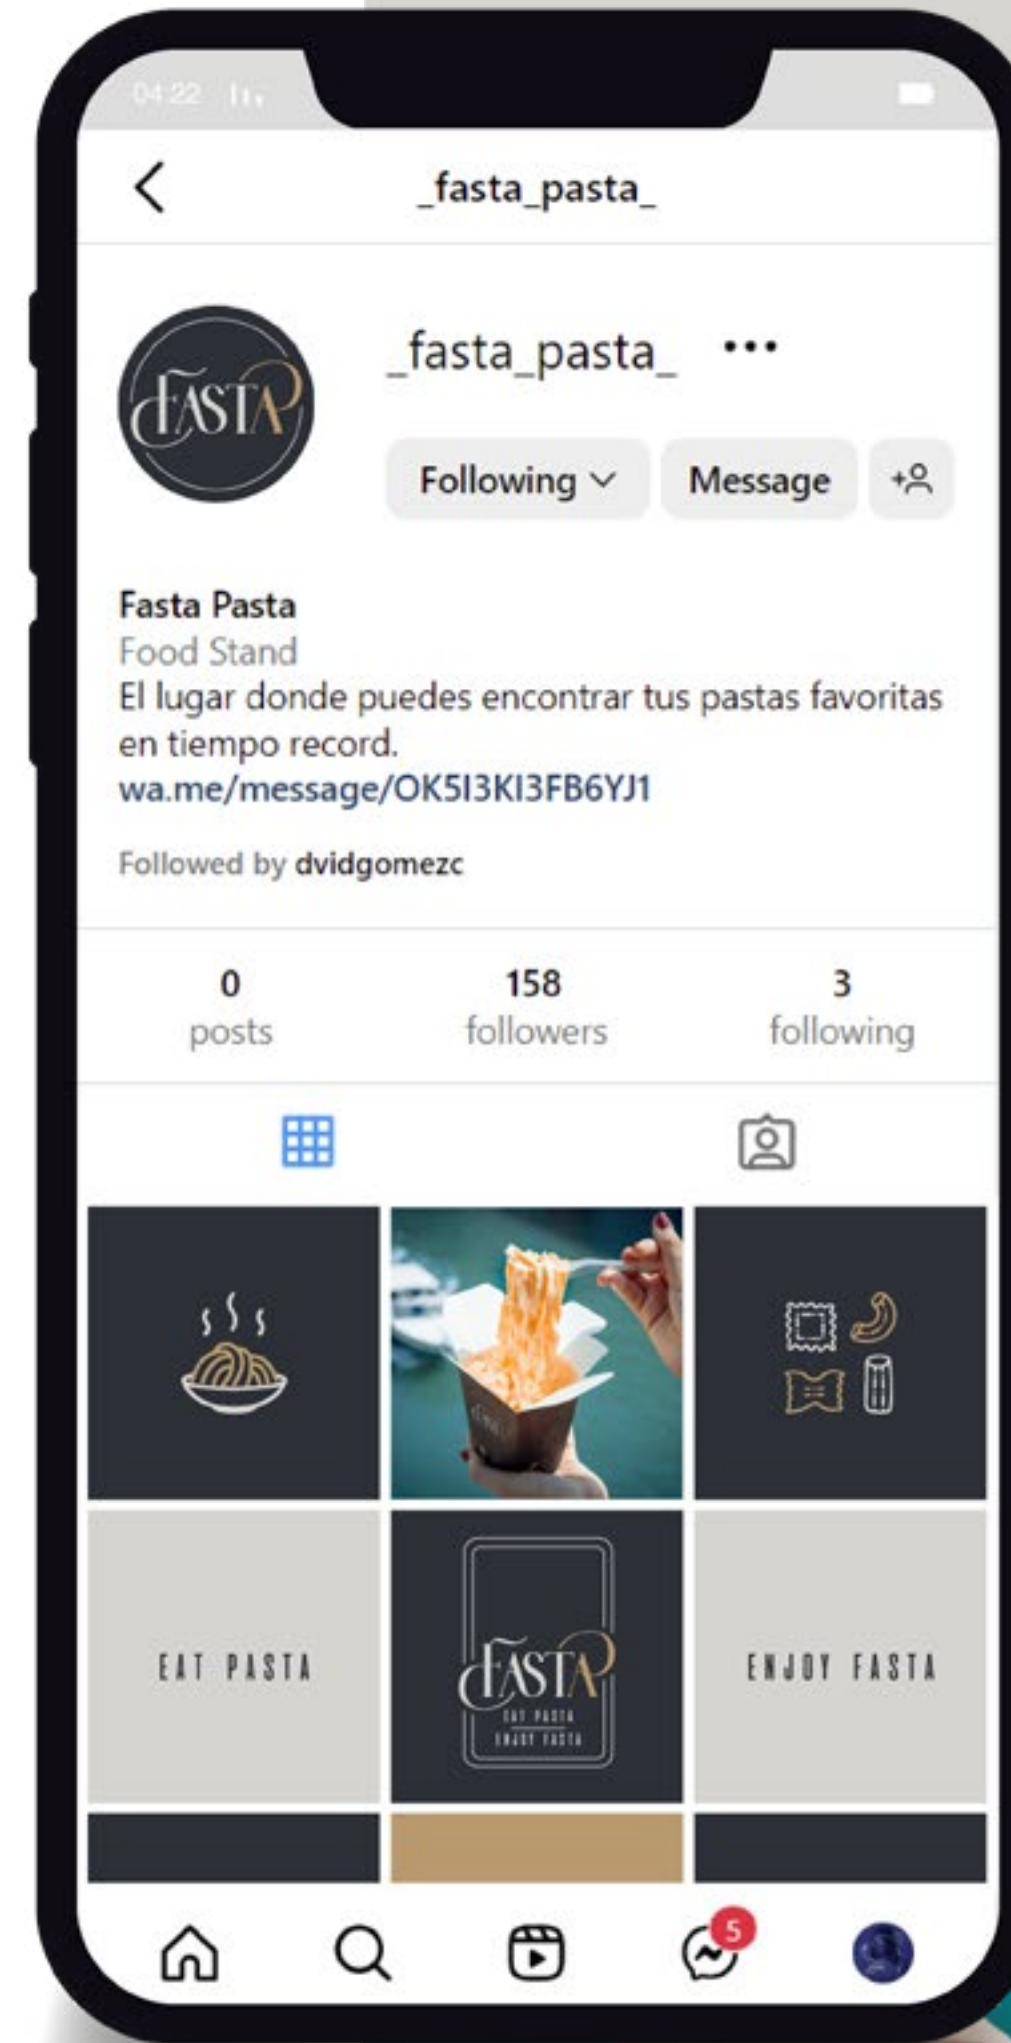 04:22
_fasta_pasta_
FASTA
_fasta_pasta_
Following
Message
Fasta Pasta
Food Stand
El lugar donde puedes encontrar tus pastas favoritas
en tiempo record.
wa.me/message/OK5I3KI3FB6YJ1
Followed by dvidgomezc
0
posts
158
followers
3
following
EAT PASTA
FASTA
EAT PASTA
ENJOY FASTA
ENJOY FASTA
5